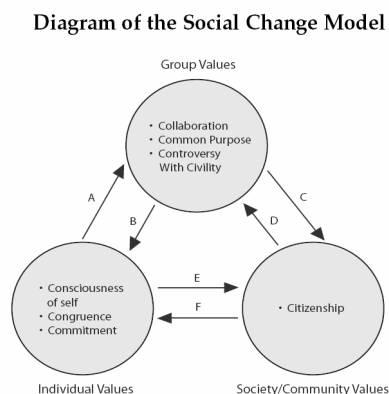 Diagram of the Social Change Model
Group Values
• Collaboration
• Common Purpose
• Controversy
With Civility
A
B
C
D
E
F
• Consciousness
of self
• Congruence
• Commitment
• Citizenship
Individual Values
Society/Community Values